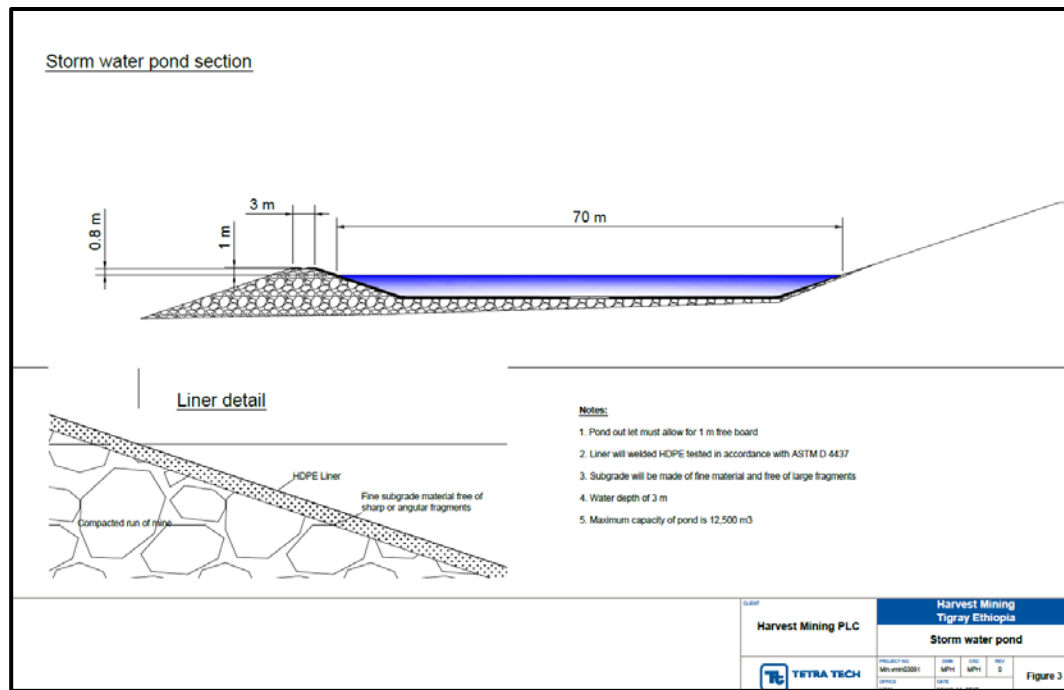 Storm water pond section
3 m
70 m
0.8 m
1 m
Liner detail
HDPE Liner
Fine subgrade material free of
sharp or angular fragments
Compacted run of mine
Notes:
1. Pond out let must allow for 1 m free board
2. Liner will welded HDPE tested in accordance with ASTM D 4437
3. Subgrade will be made of fine material and free of large fragments
4. Water depth of 3 m
5. Maximum capacity of pond is 12,500 m3
CLIENT
Harvest Mining PLC
Harvest Mining
Tigray Ethiopia
Storm water pond
TETRA TECH
PROJECT NO.
DWN
CKD
REV
MPH
MPH
0
OFFICE
DATE
Figure 3-